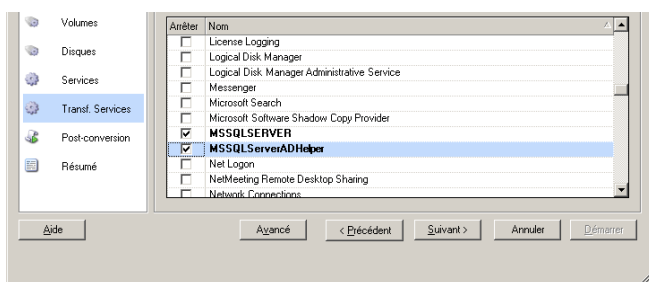 Volumes
Disques
Services
Transf. Services
Post-conversion
Résumé
Arrêter Nom
License Logging
Logical Disk Manager
Logical Disk Manager Administrative Service
Messenger
Microsoft Search
Microsoft Software Shadow Copy Provider
MSSQLSERVER
MSSQLServerADHelper
Net Logon
NetMeeting Remote Desktop Sharing
Network Connections
Aide Avancé < Précédent Suivant > Annuler Démarrer